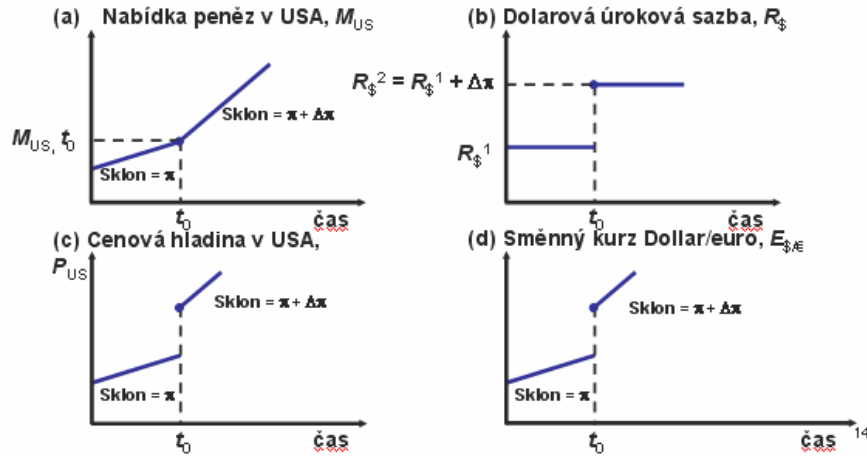 (a) Nabídka peněz v USA, M_US
Sklon = π + Δπ
M_US, t_0
Sklon = π
t_0
čas
(b) Dolarová úroková sazba, R_$
R_$^2 = R_$^1 + Δπ
R_$^1
t_0
čas
(c) Cenová hladina v USA,
P_US
Sklon = π + Δπ
Sklon = π
t_0
čas
(d) Směnný kurz Dollar/euro, E_$/€
Sklon = π + Δπ
Sklon = π
t_0
čas
14